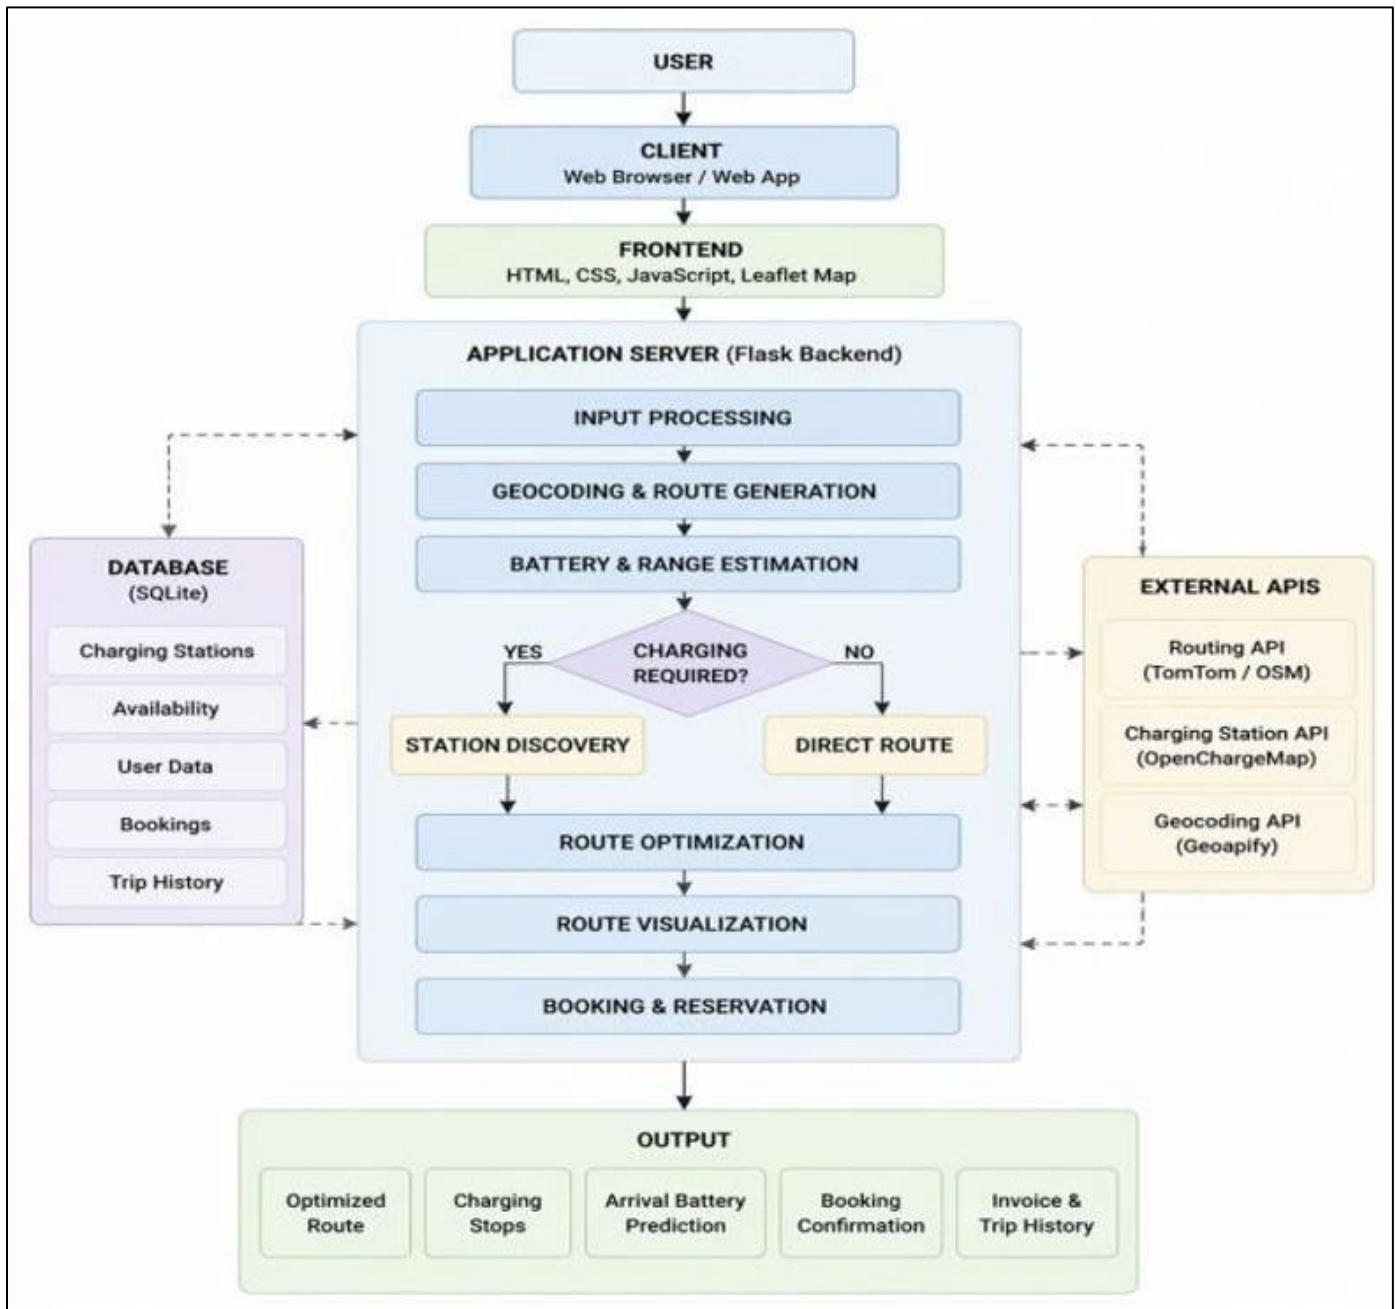 USER
CLIENT
Web Browser / Web App
FRONTEND
HTML, CSS, JavaScript, Leaflet Map
APPLICATION SERVER (Flask Backend)
INPUT PROCESSING
GEOCODING & ROUTE GENERATION
BATTERY & RANGE ESTIMATION
YES
CHARGING
REQUIRED?
NO
STATION DISCOVERY
DIRECT ROUTE
ROUTE OPTIMIZATION
ROUTE VISUALIZATION
BOOKING & RESERVATION
DATABASE
(SQLite)
Charging Stations
Availability
User Data
Bookings
Trip History
EXTERNAL APIS
Routing API
(TomTom / OSM)
Charging Station API
(OpenChargeMap)
Geocoding API
(Geoapify)
OUTPUT
Optimized
Route
Charging
Stops
Arrival Battery
Prediction
Booking
Confirmation
Invoice &
Trip History